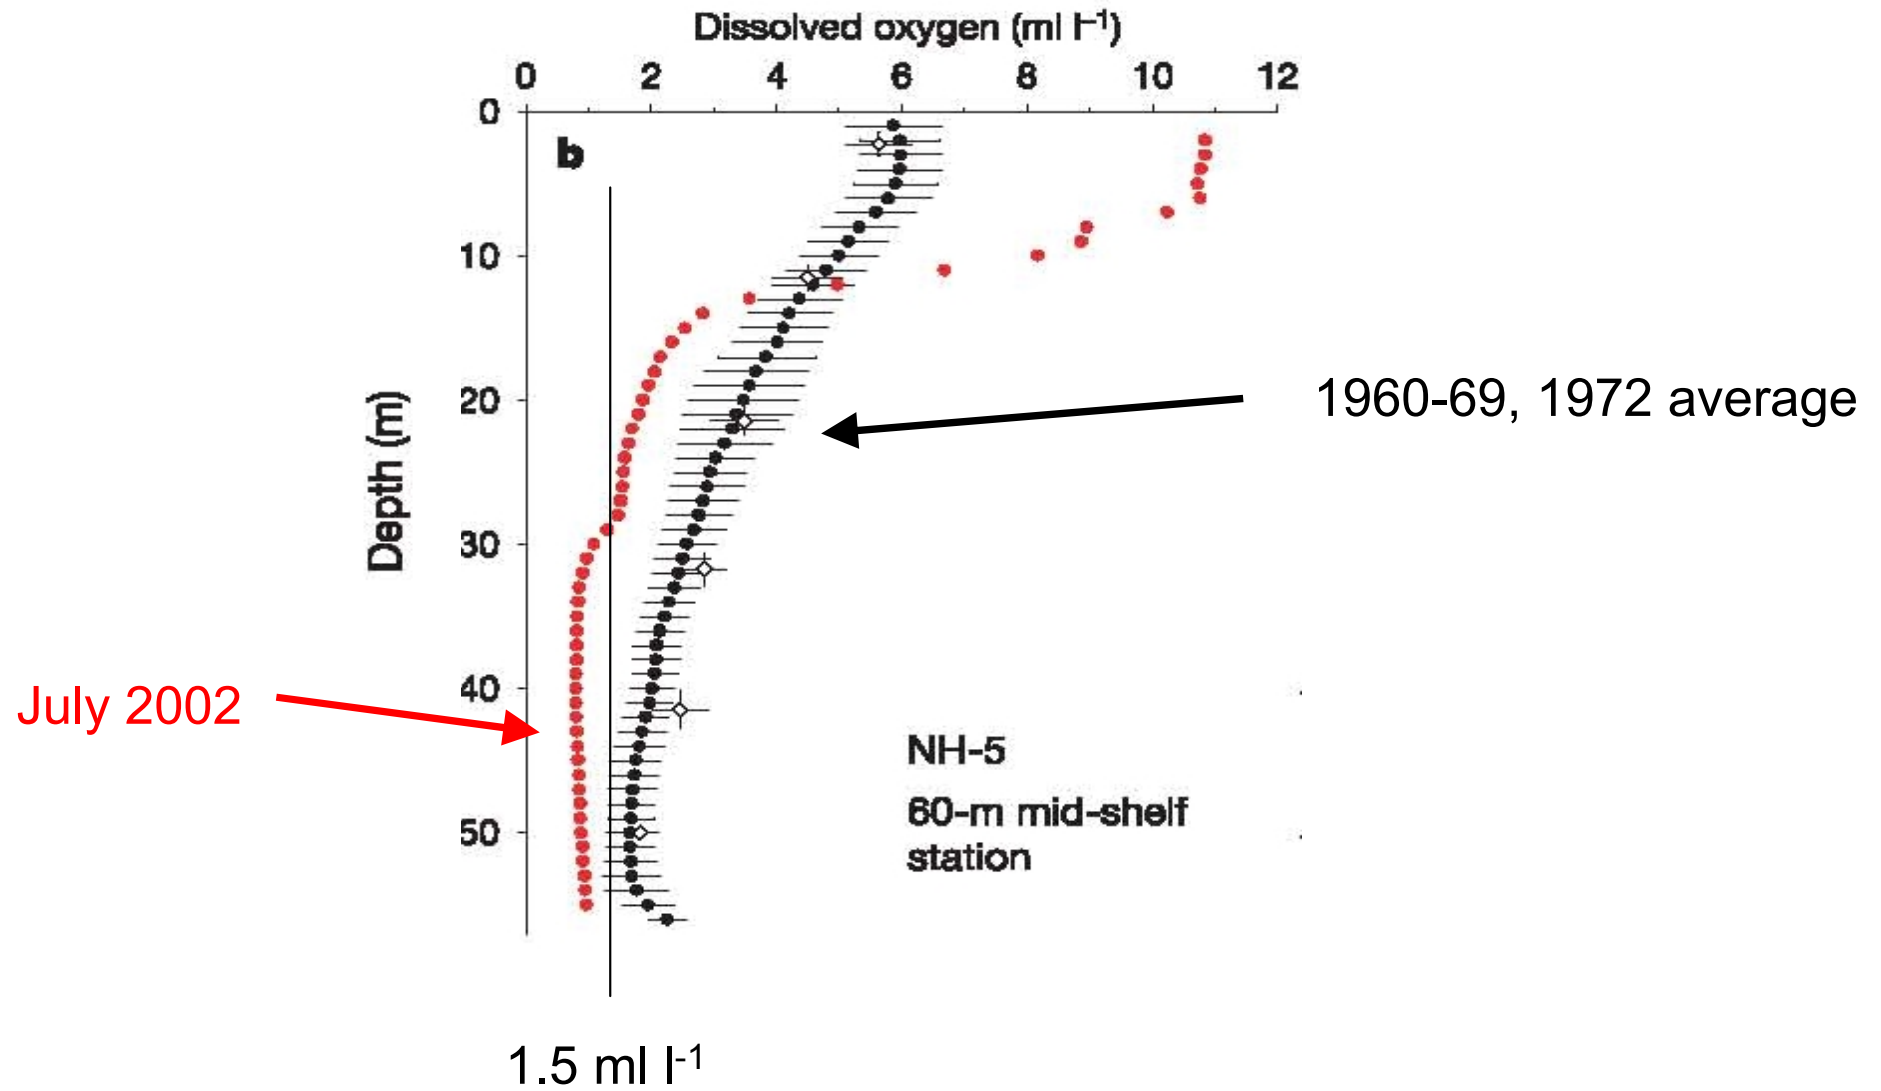 Dissolved oxygen (ml l⁻¹)
0 2 4 6 8 10 12
0
b
10
20
30
40
50
Depth (m)
1960-69, 1972 average
July 2002
NH-5
60-m mid-shelf
station
1.5 ml l⁻¹